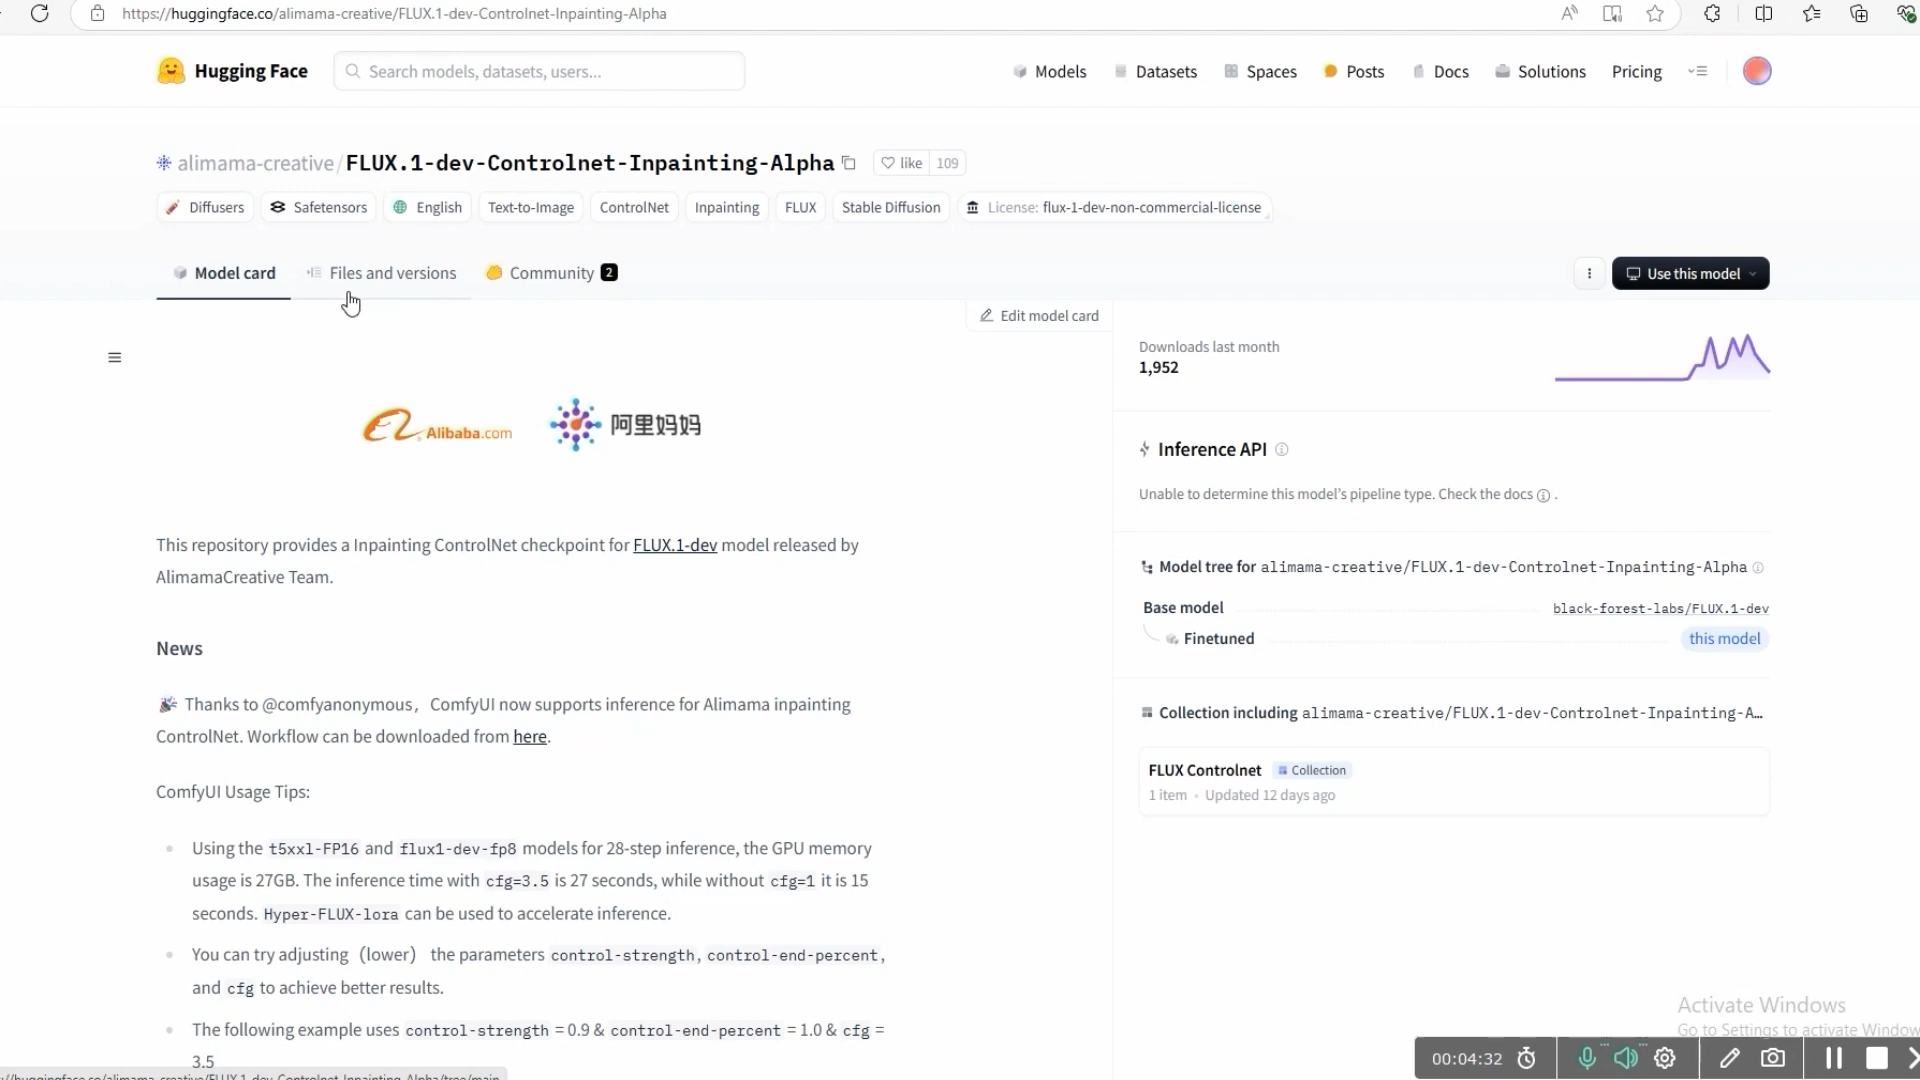 https://huggingface.co/alimama-creative/FLUX.1-dev-Controlnet-Inpainting-Alpha
Hugging Face
Search models, datasets, users...
Models
Datasets
Spaces
Posts
Docs
Solutions
Pricing
alimama-creative/FLUX.1-dev-Controlnet-Inpainting-Alpha
like 109
Diffusers
Safetensors
English
Text-to-Image
ControlNet
Inpainting
FLUX
Stable Diffusion
License: flux-1-dev-non-commercial-license
Model card
Files and versions
Community 2
Use this model
Edit model card
Alibaba.com
阿里妈妈
This repository provides a Inpainting ControlNet checkpoint for FLUX.1-dev model released by
AlimamaCreative Team.
News
🎉 Thanks to @comfyanonymous，ComfyUI now supports inference for Alimama inpainting
ControlNet. Workflow can be downloaded from here.
ComfyUI Usage Tips:
Using the t5xxl-FP16 and flux1-dev-fp8 models for 28-step inference, the GPU memory
usage is 27GB. The inference time with cfg=3.5 is 27 seconds, while without cfg=1 it is 15
seconds. Hyper-FLUX-lora can be used to accelerate inference.
You can try adjusting（lower） the parameters control-strength, control-end-percent,
and cfg to achieve better results.
The following example uses control-strength = 0.9 & control-end-percent = 1.0 & cfg =
3.5
Downloads last month
1,952
Inference API
Unable to determine this model's pipeline type. Check the docs .
Model tree for alimama-creative/FLUX.1-dev-Controlnet-Inpainting-Alpha
Base model
black-forest-labs/FLUX.1-dev
Finetuned
this model
Collection including alimama-creative/FLUX.1-dev-Controlnet-Inpainting-A…
FLUX Controlnet
Collection
1 item • Updated 12 days ago
Activate Windows
Go to Settings to activate Window
00:04:32